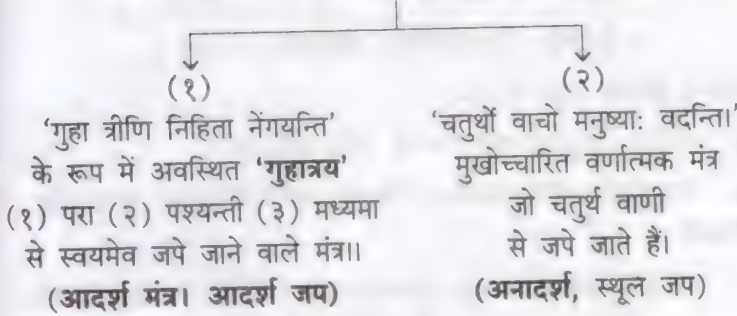 (१)
‘गुहा त्रीणि निहिता नेंगयन्ति’
के रूप में अवस्थित ‘गुहात्रय’
(१) परा (२) पश्यन्ती (३) मध्यमा
से स्वयमेव जपे जाने वाले मंत्र।।
(आदर्श मंत्र। आदर्श जप)
(२)
‘चतुर्थो वाचो मनुष्याः वदन्ति।’
मुखोच्चारित वर्णात्मक मंत्र
जो चतुर्थ वाणी
से जपे जाते हैं।
(अनादर्श, स्थूल जप)